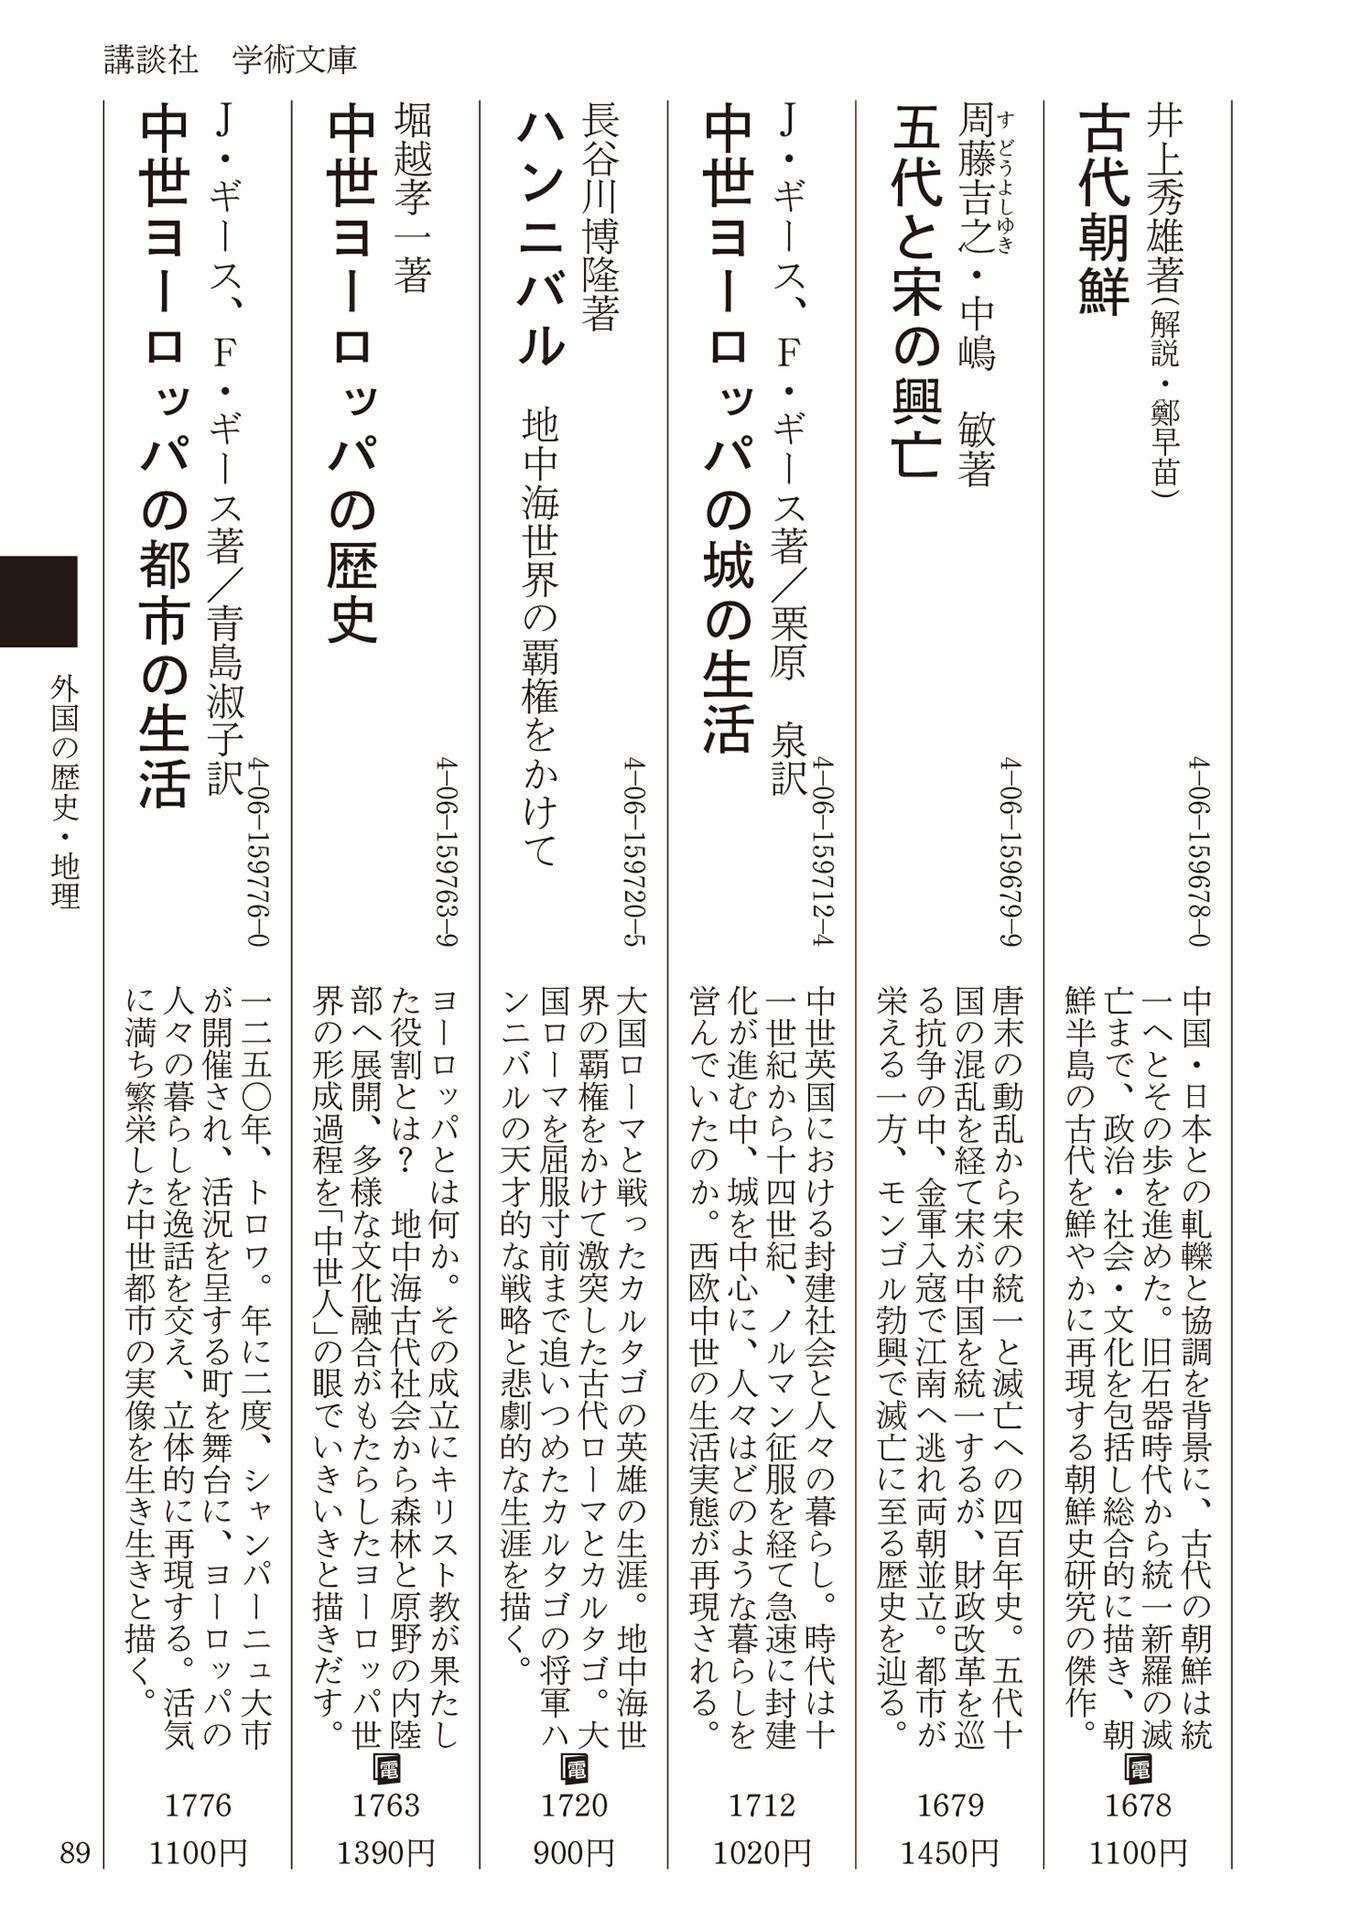 講談社　学術文庫
井上秀雄著(解説・鄭早苗)
古代朝鮮
4-06-159678-0
中国・日本との軋轢と協調を背景に、古代の朝鮮は統
一へとその歩を進めた。旧石器時代から統一新羅の滅
亡まで、政治・社会・文化を包括し総合的に描き、朝
鮮半島の古代を鮮やかに再現する朝鮮史研究の傑作。
電
1678
1100円
すどうよしゆき
周藤吉之・中嶋　敏著
五代と宋の興亡
4-06-159679-9
唐末の動乱から宋の統一と滅亡への四百年史。五代十
国の混乱を経て宋が中国を統一するが、財政改革を巡
る抗争の中、金軍入寇で江南へ逃れ両朝並立。都市が
栄える一方、モンゴル勃興で滅亡に至る歴史を辿る。
1679
1450円
J・ギース、F・ギース著／栗原　泉訳
中世ヨーロッパの城の生活
4-06-159712-4
中世英国における封建社会と人々の暮らし。時代は十
一世紀から十四世紀、ノルマン征服を経て急速に封建
化が進む中、城を中心に、人々はどのような暮らしを
営んでいたのか。西欧中世の生活実態が再現される。
1712
1020円
長谷川博隆著
ハンニバル　地中海世界の覇権をかけて
4-06-159720-5
大国ローマと戦ったカルタゴの英雄の生涯。地中海世
界の覇権をかけて激突した古代ローマとカルタゴ。大
国ローマを屈服寸前まで追いつめたカルタゴの将軍ハ
ンニバルの天才的な戦略と悲劇的な生涯を描く。
電
1720
900円
堀越孝一著
中世ヨーロッパの歴史
4-06-159763-9
ヨーロッパとは何か。その成立にキリスト教が果たし
た役割とは？　地中海古代社会から森林と原野の内陸
部へ展開、多様な文化融合がもたらしたヨーロッパ世
界の形成過程を「中世人」の眼でいきいきと描きだす。
電
1763
1390円
J・ギース、F・ギース著／青島淑子訳
中世ヨーロッパの都市の生活
4-06-159776-0
一二五〇年、トロワ。年に二度、シャンパーニュ大市
が開催され、活況を呈する町を舞台に、ヨーロッパの
人々の暮らしを逸話を交え、立体的に再現する。活気
に満ち繁栄した中世都市の実像を生き生きと描く。
1776
1100円
外国の歴史・地理
89